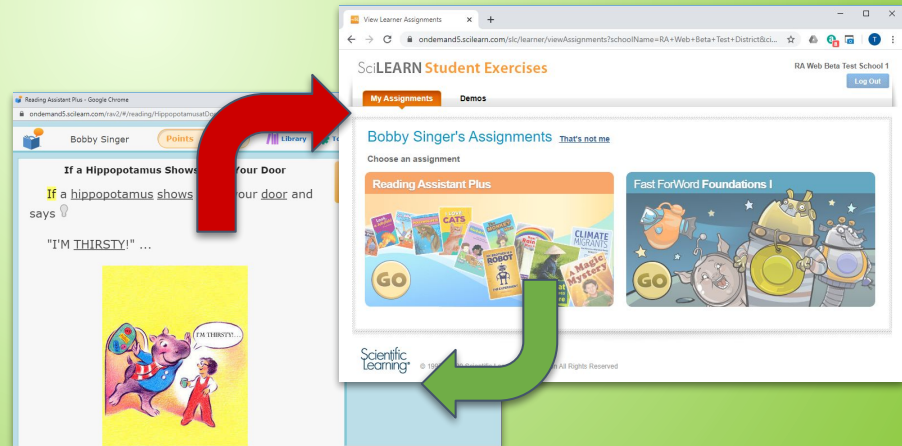 Reading Assistant Plus - Google Chrome
ondemand5.scilearn.com/rav2/#/reading/HippopotamusatDo
Bobby Singer
Points
Library
If a Hippopotamus Shows Your Door
If a hippopotamus shows your door and
says
"I'M THIRSTY!" ...
I'M THIRSTY!...
View Learner Assignments
ondemand5.scilearn.com/slc/learner/viewAssignments?schoolName=RA+Web+Beta+Test+District&ci...
T
SciLEARN Student Exercises
RA Web Beta Test School 1
Log Out
My Assignments
Demos
Bobby Singer's Assignments That's not me
Choose an assignment
Reading Assistant Plus
CATS
ROBOT
CLIMATE
MIGRANTS
A Magic
Mystery
GO
Fast ForWord Foundations I
GO
Scientific
Learning
All Rights Reserved